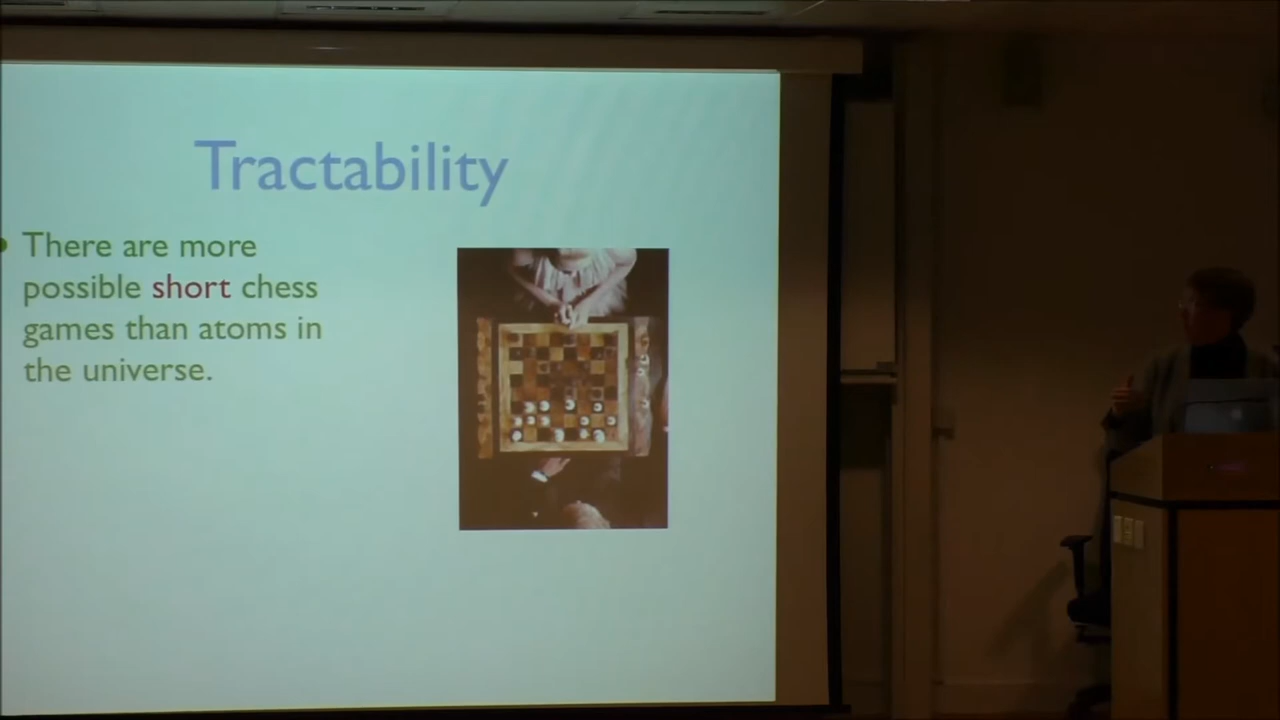 Tractability
There are more
possible short chess
games than atoms in
the universe.